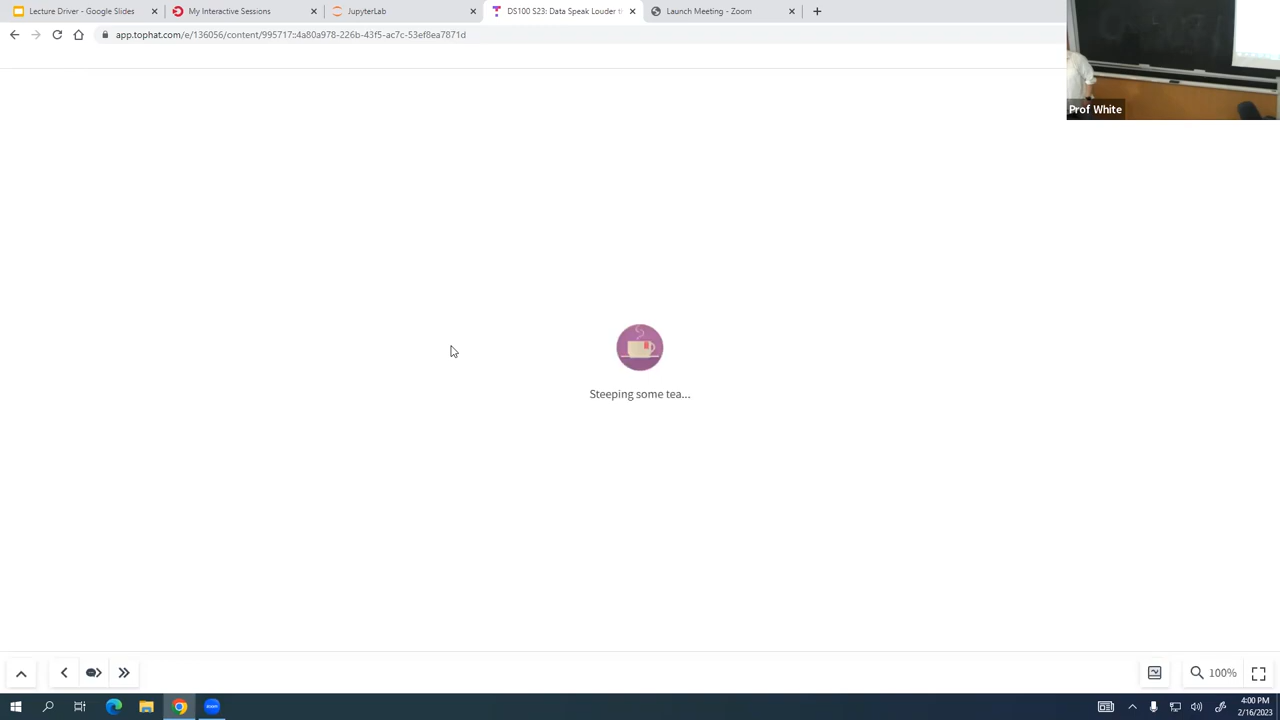 Lecture Driver - Google Slides
My Interactive Sessions
JupyterLab
DS100 S23: Data Speak Louder t
Launch Meeting - Zoom
app.tophat.com/e/136056/content/995717::4a80a978-226b-43f5-ac7c-53ef8ea7871d
Prof White
Steeping some tea...
100%
zoom
4:00 PM
2/16/2023